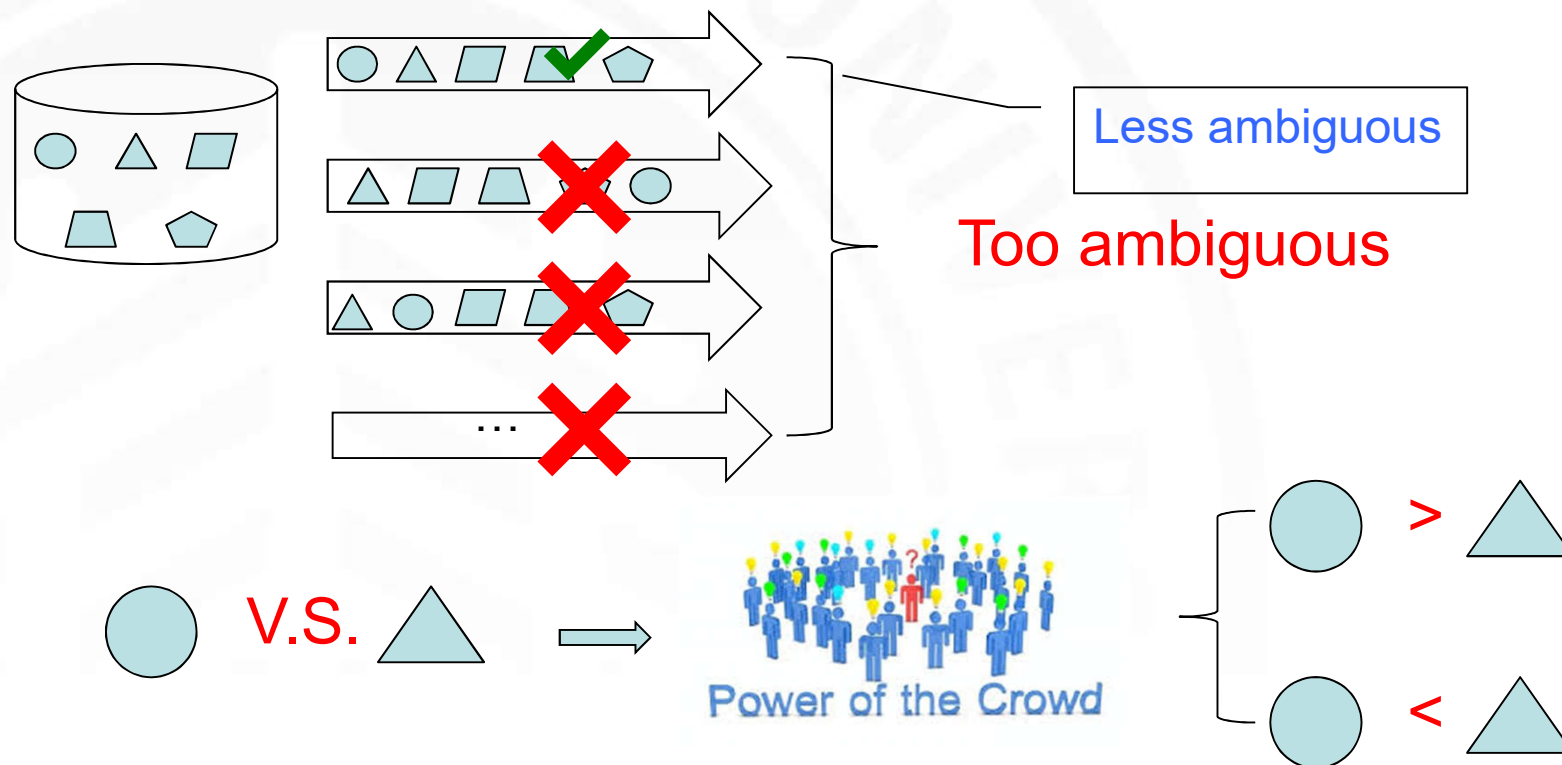 Less ambiguous
Too ambiguous
...
V.S.
?
Power of the Crowd
>
<